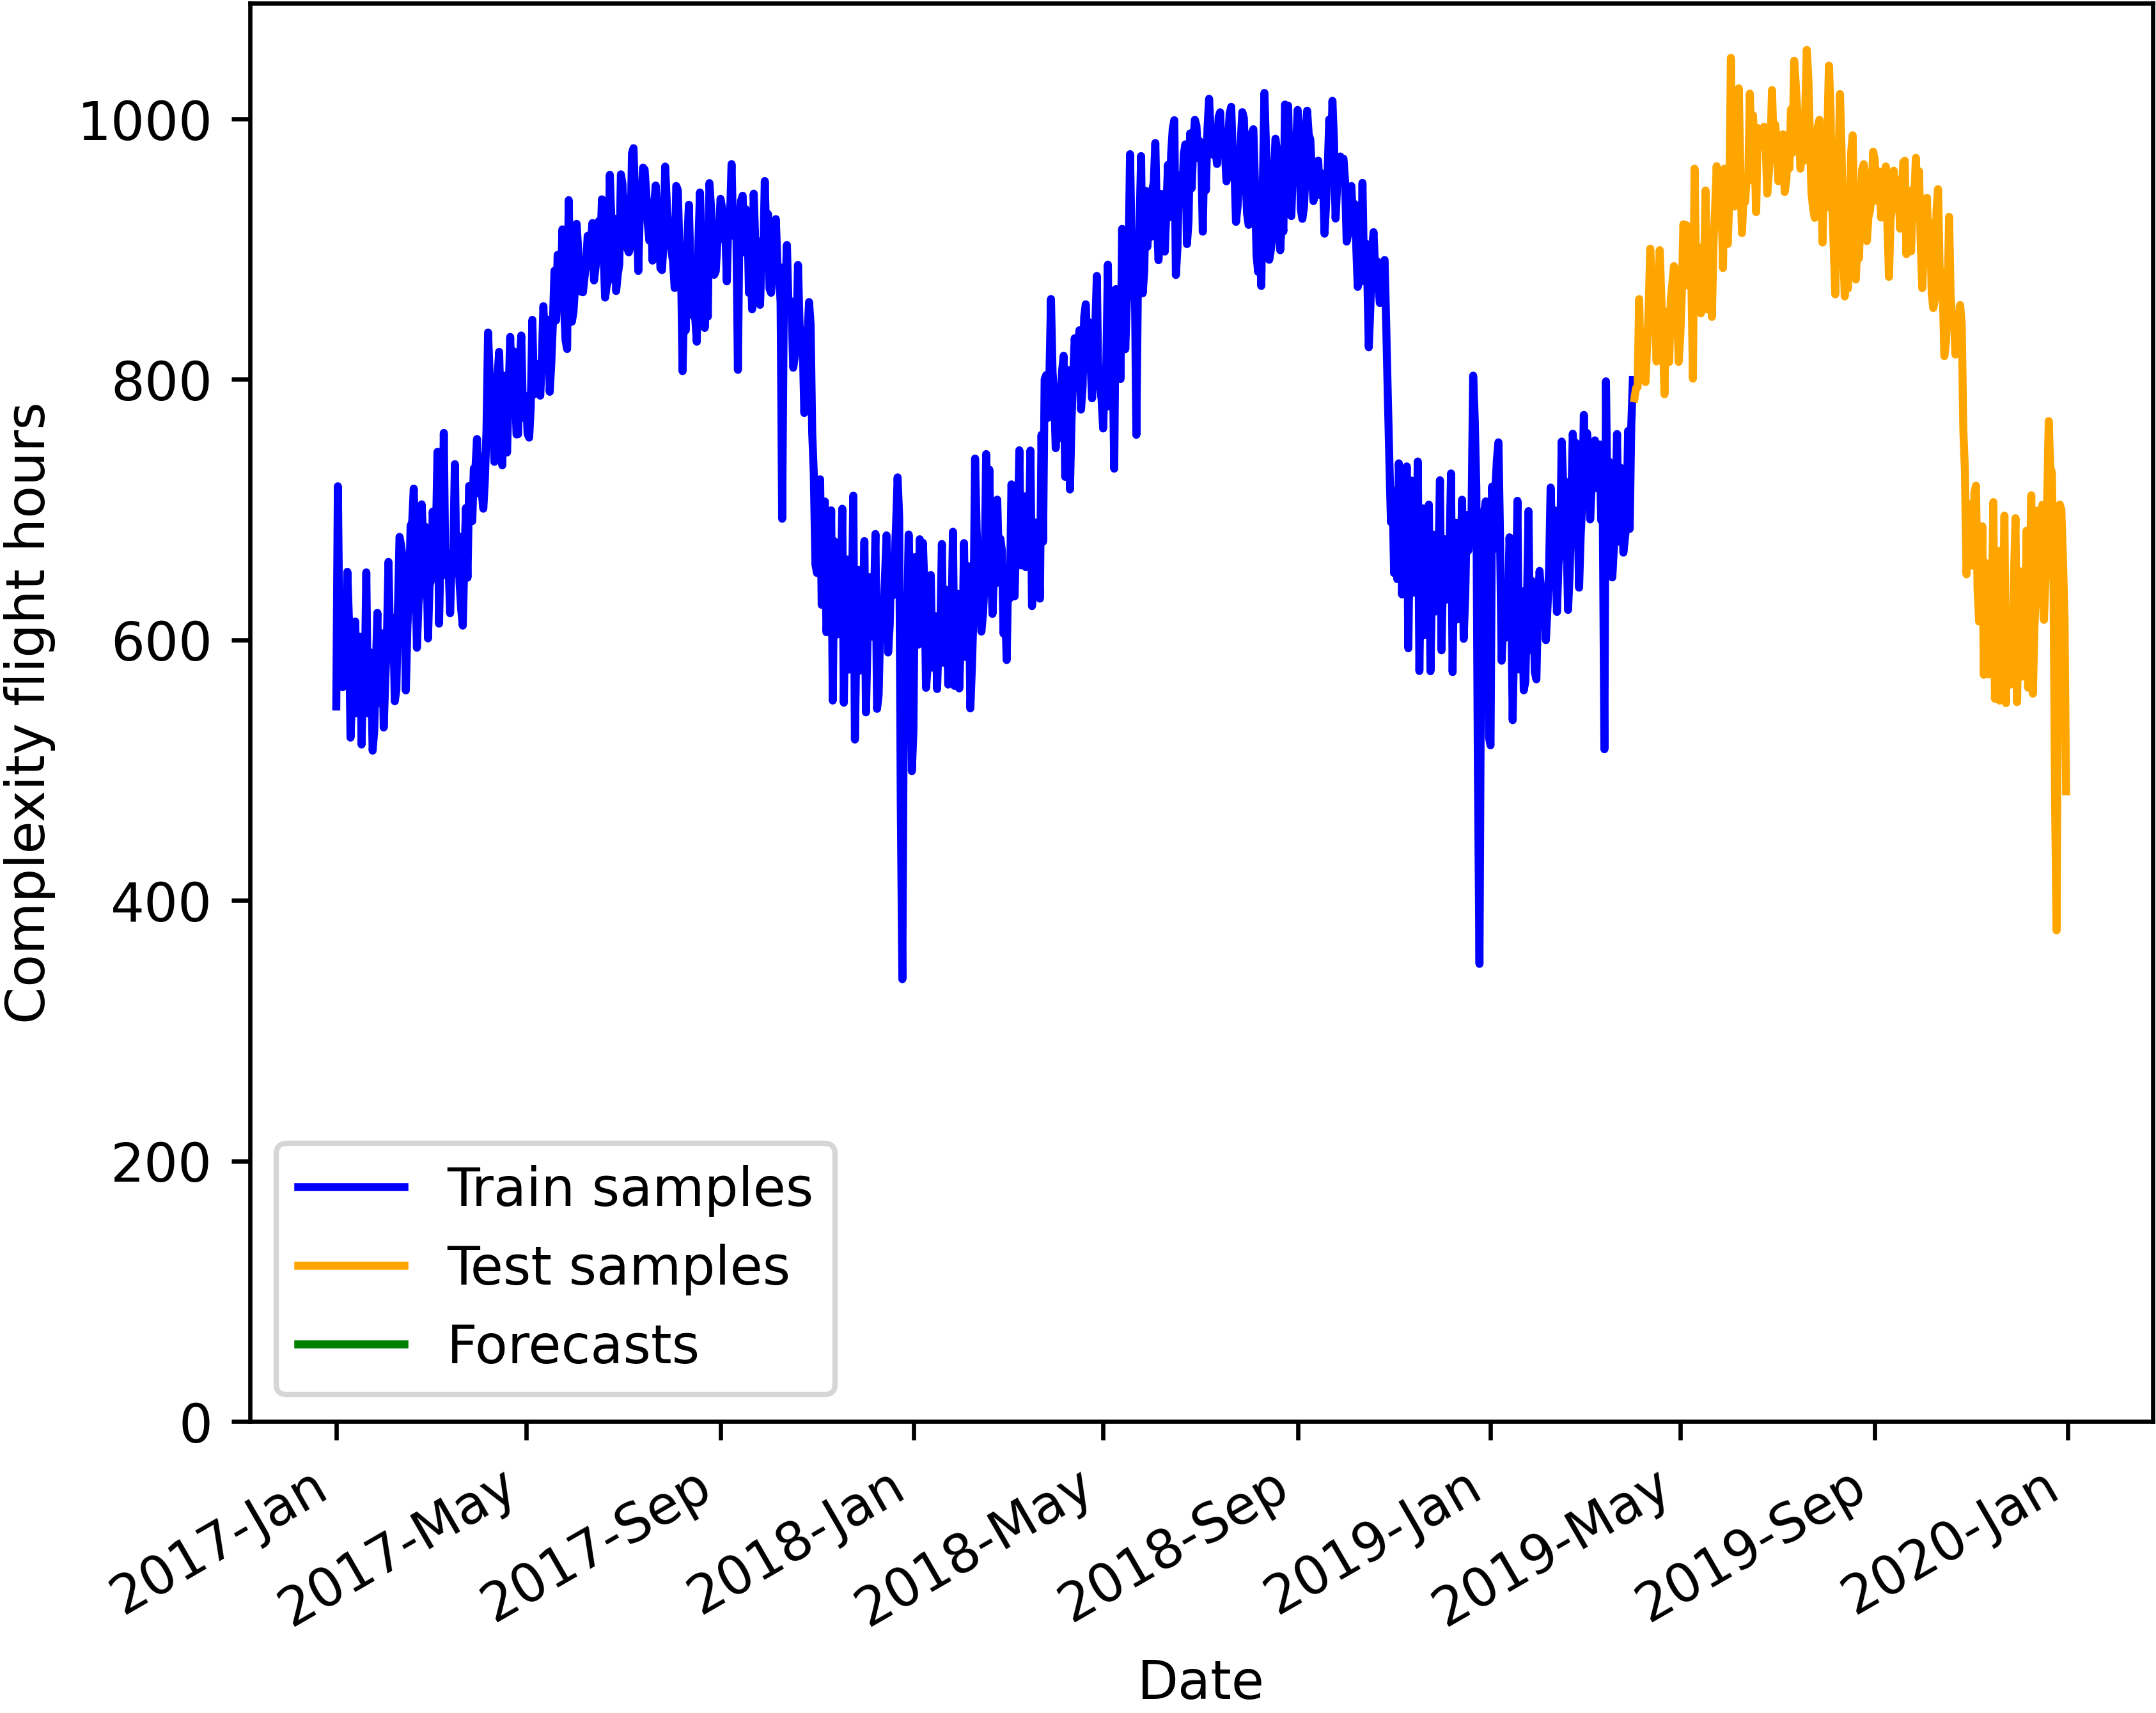 Complexity flight hours
1000
800
600
400
200
0
Train samples
Test samples
Forecasts
2017-Jan
2017-May
2017-Sep
2018-Jan
2018-May
2018-Sep
2019-Jan
2019-May
2019-Sep
2020-Jan
Date